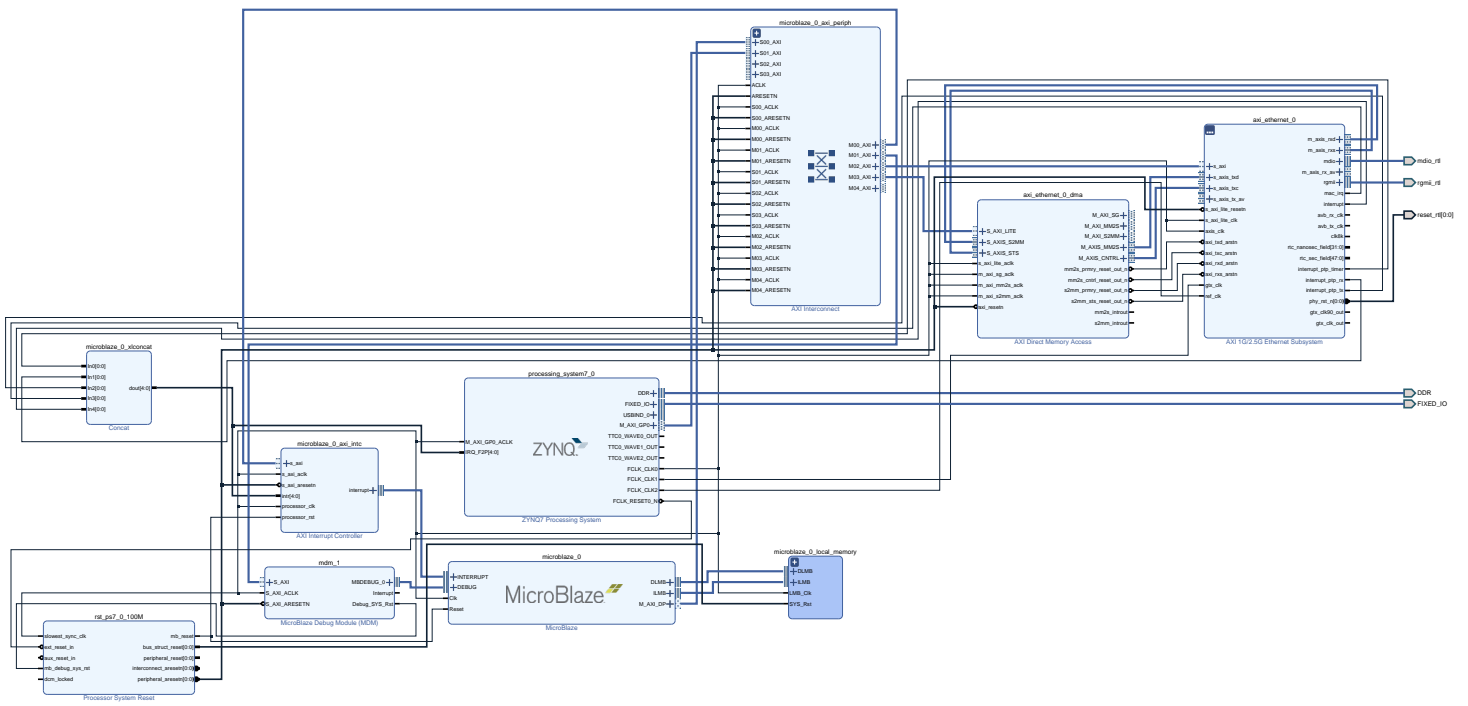 microblaze_0_axi_periph
S00_AXI
S01_AXI
S02_AXI
S03_AXI
ACLK
ARESETN
S00_ACLK
S00_ARESETN
M00_ACLK
M00_ARESETN
M01_ACLK
M01_ARESETN
S01_ACLK
S01_ARESETN
S02_ACLK
S02_ARESETN
S03_ACLK
S03_ARESETN
M02_ACLK
M02_ARESETN
M03_ACLK
M03_ARESETN
M04_ACLK
M04_ARESETN
M00_AXI
M01_AXI
M02_AXI
M03_AXI
M04_AXI
AXI Interconnect
axi_ethernet_0_dma
S_AXI_LITE
S_AXIS_S2MM
S_AXIS_STS
s_axi_lite_aclk
m_axi_sg_aclk
m_axi_mm2s_aclk
m_axi_s2mm_aclk
axi_resetn
M_AXI_SG
M_AXI_MM2S
M_AXI_S2MM
M_AXIS_MM2S
M_AXIS_CNTRL
mm2s_prmry_reset_out_n
mm2s_cntrl_reset_out_n
s2mm_prmry_reset_out_n
s2mm_sts_reset_out_n
mm2s_introut
s2mm_introut
AXI Direct Memory Access
axi_ethernet_0
s_axi
s_axis_txd
s_axis_txc
s_axis_tx_av
s_axi_lite_resetn
s_axi_lite_clk
axis_clk
axi_txd_arstn
axi_txc_arstn
axi_rxd_arstn
axi_rxs_arstn
gtx_clk
ref_clk
m_axis_rxd
m_axis_rxs
mdio
m_axis_rx_av
rgmii
mac_irq
interrupt
avb_rx_clk
avb_tx_clk
clk8k
rtc_nanosec_field[31:0]
rtc_sec_field[47:0]
interrupt_ptp_timer
interrupt_ptp_rx
interrupt_ptp_tx
phy_rst_n[0:0]
gtx_clk90_out
gtx_clk_out
AXI 1G/2.5G Ethernet Subsystem
mdio_rtl
rgmii_rtl
reset_rtl[0:0]
DDR
FIXED_IO
microblaze_0_xlconcat
In0[0:0]
In1[0:0]
In2[0:0]
In3[0:0]
In4[0:0]
dout[4:0]
Concat
processing_system7_0
M_AXI_GP0_ACLK
IRQ_F2P[4:0]
ZYNQ
DDR
FIXED_IO
USBIND_0
M_AXI_GP0
TTC0_WAVE0_OUT
TTC0_WAVE1_OUT
TTC0_WAVE2_OUT
FCLK_CLK0
FCLK_CLK1
FCLK_CLK2
FCLK_RESET0_N
ZYNQ7 Processing System
microblaze_0_axi_intc
s_axi
s_axi_aclk
s_axi_aresetn
intr[4:0]
processor_clk
processor_rst
interrupt
AXI Interrupt Controller
mdm_1
S_AXI
S_AXI_ACLK
S_AXI_ARESETN
MBDEBUG_0
Interrupt
Debug_SYS_Rst
MicroBlaze Debug Module (MDM)
microblaze_0
INTERRUPT
DEBUG
Clk
Reset
MicroBlaze
DLMB
ILMB
M_AXI_DP
MicroBlaze
microblaze_0_local_memory
DLMB
ILMB
LMB_Clk
SYS_Rst
rst_ps7_0_100M
slowest_sync_clk
ext_reset_in
aux_reset_in
mb_debug_sys_rst
dcm_locked
mb_reset
bus_struct_reset[0:0]
peripheral_reset[0:0]
interconnect_aresetn[0:0]
peripheral_aresetn[0:0]
Processor System Reset